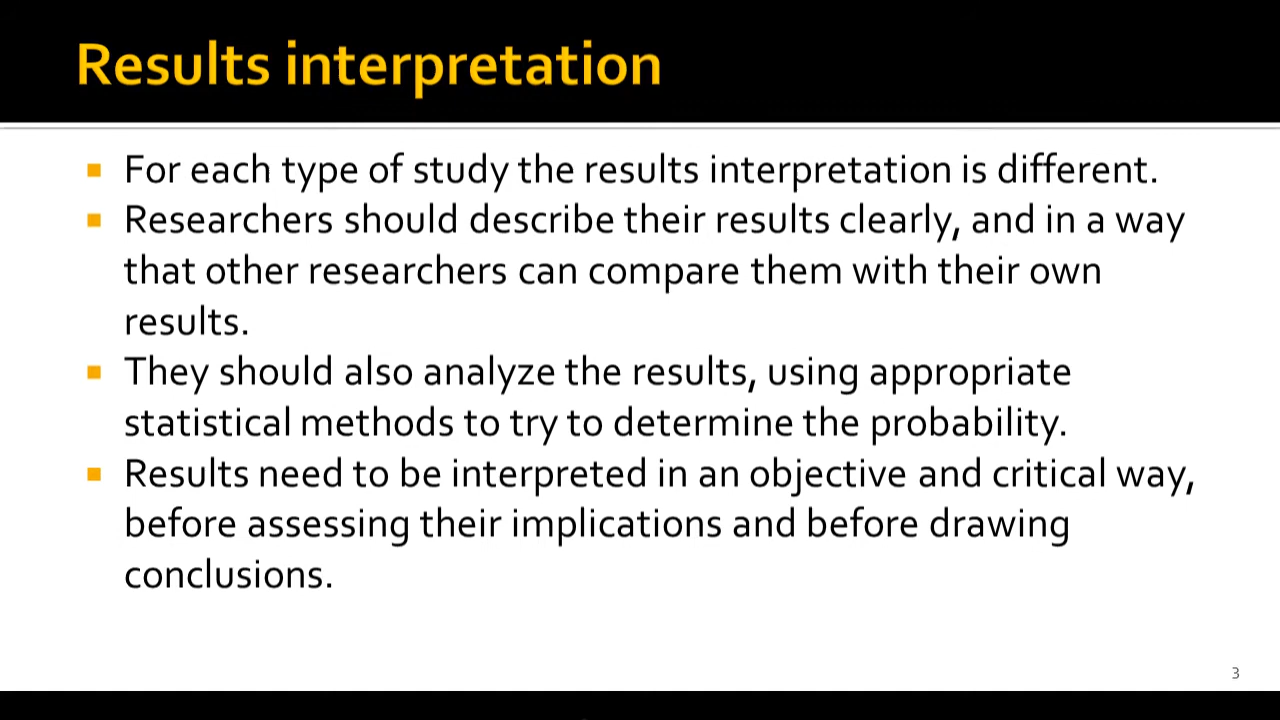 Results interpretation
For each type of study the results interpretation is different.
Researchers should describe their results clearly, and in a way
that other researchers can compare them with their own
results.
They should also analyze the results, using appropriate
statistical methods to try to determine the probability.
Results need to be interpreted in an objective and critical way,
before assessing their implications and before drawing
conclusions.
3